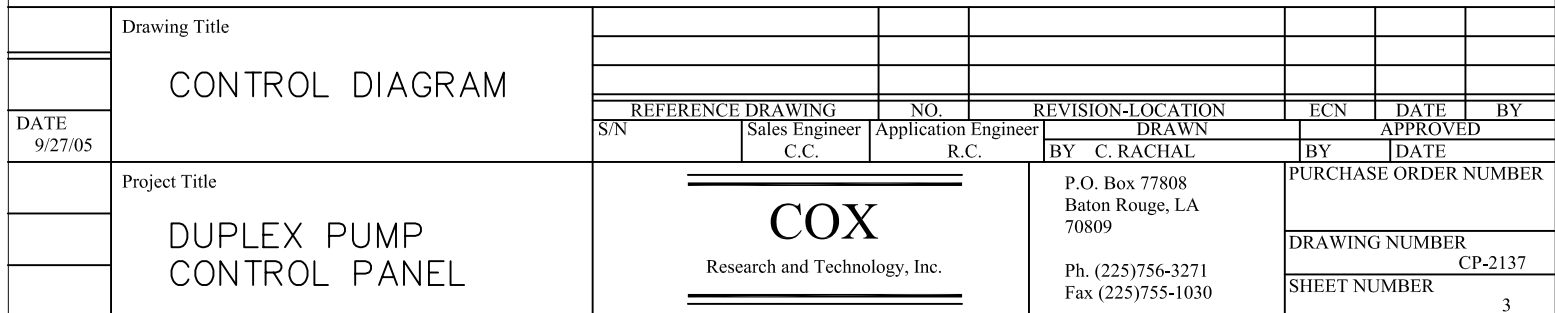 Drawing Title
CONTROL DIAGRAM
REFERENCE DRAWING NO. REVISION-LOCATION ECN DATE BY
DATE
9/27/05
S/N Sales Engineer Application Engineer DRAWN APPROVED
C.C. R.C. BY C. RACHAL BY DATE
Project Title
DUPLEX PUMP
CONTROL PANEL
COX
Research and Technology, Inc.
P.O. Box 77808
Baton Rouge, LA
70809
Ph. (225)756-3271
Fax (225)755-1030
PURCHASE ORDER NUMBER
DRAWING NUMBER
CP-2137
SHEET NUMBER
3